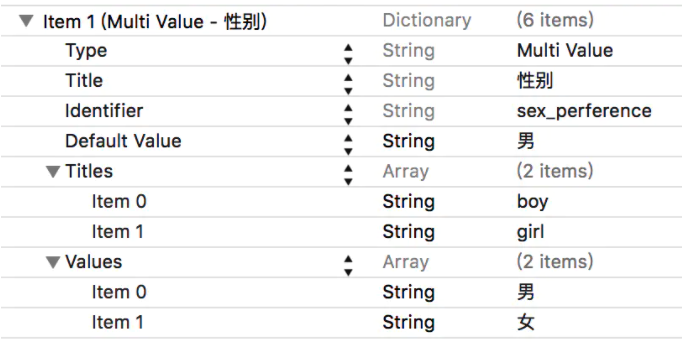 Item 1 (Multi Value - 性别) Dictionary (6 items)
Type String Multi Value
Title String 性别
Identifier String sex_perference
Default Value String 男
Titles Array (2 items)
Item 0 String boy
Item 1 String girl
Values Array (2 items)
Item 0 String 男
Item 1 String 女